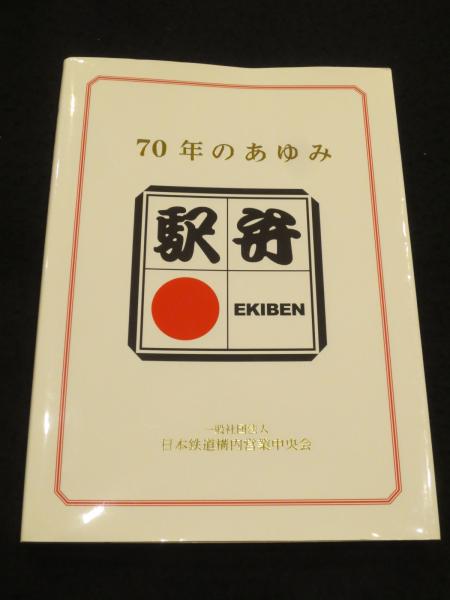 70年のあゆみ
駅弁
EKIBEN
一般社団法人
日本鉄道構内営業中央会